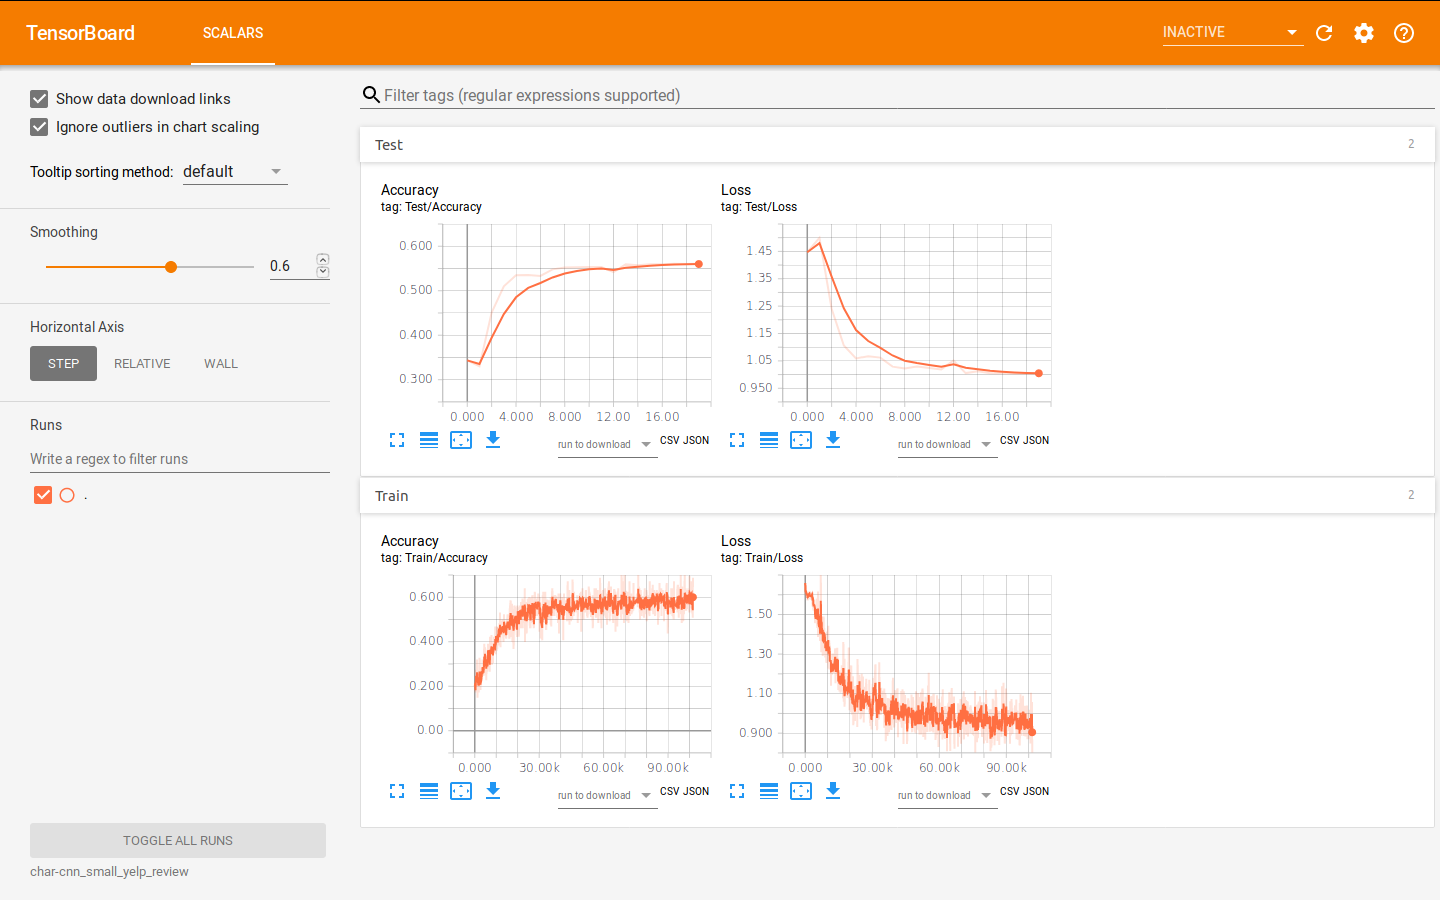 TensorBoard
SCALARS
INACTIVE
Show data download links
Ignore outliers in chart scaling
Tooltip sorting method: default
Smoothing
0.6
Horizontal Axis
STEP RELATIVE WALL
Runs
Write a regex to filter runs
.
TOGGLE ALL RUNS
char-cnn_small_yelp_review
Filter tags (regular expressions supported)
Test 2
Accuracy
tag: Test/Accuracy
0.600
0.500
0.400
0.300
0.000 4.000 8.000 12.00 16.00
run to download CSV JSON
Loss
tag: Test/Loss
1.45
1.35
1.25
1.15
1.05
0.950
0.000 4.000 8.000 12.00 16.00
run to download CSV JSON
Train 2
Accuracy
tag: Train/Accuracy
0.600
0.400
0.200
0.00
0.000 30.00k 60.00k 90.00k
run to download CSV JSON
Loss
tag: Train/Loss
1.50
1.30
1.10
0.900
0.000 30.00k 60.00k 90.00k
run to download CSV JSON